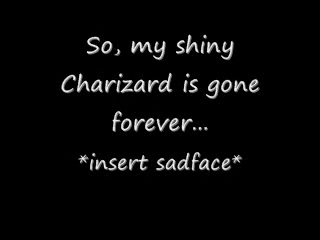 So, my shiny
Charizard is gone
forever...
*insert sadface*